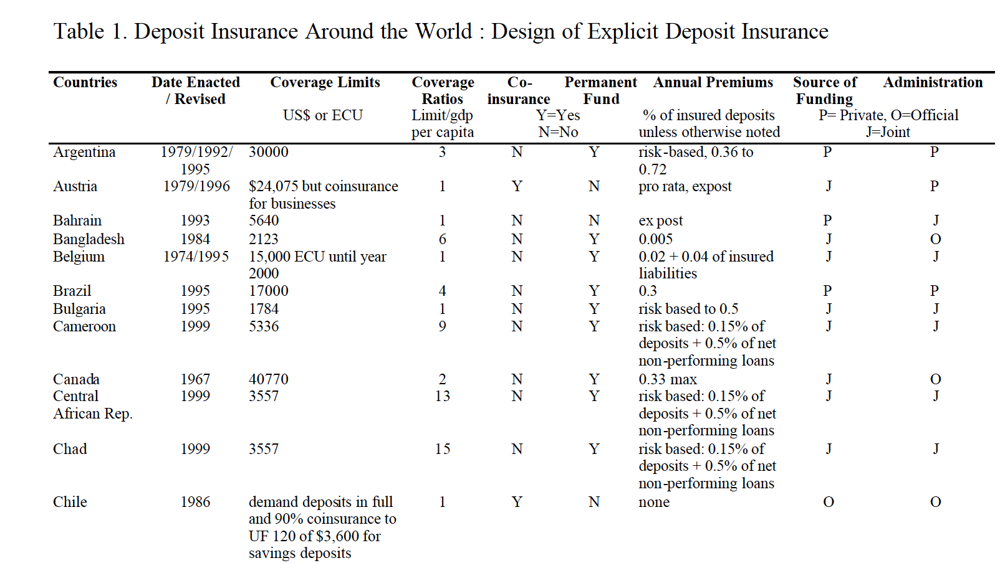 Table 1. Deposit Insurance Around the World : Design of Explicit Deposit Insurance
Countries Date Enacted Coverage Limits Coverage Co- Permanent Annual Premiums Source of Administration
/ Revised Ratios insurance Fund Funding
US$ or ECU Limit/gdp Y=Yes % of insured deposits P= Private, O=Official
per capita N=No unless otherwise noted J=Joint
Argentina 1979/1992/ 30000 3 N Y risk-based, 0.36 to P P
1995 0.72
Austria 1979/1996 $24,075 but coinsurance 1 Y N pro rata, expost J P
for businesses
Bahrain 1993 5640 1 N N ex post P J
Bangladesh 1984 2123 6 N Y 0.005 J O
Belgium 1974/1995 15,000 ECU until year 1 N Y 0.02 + 0.04 of insured J J
2000 liabilities
Brazil 1995 17000 4 N Y 0.3 P P
Bulgaria 1995 1784 1 N Y risk based to 0.5 J J
Cameroon 1999 5336 9 N Y risk based: 0.15% of J J
deposits + 0.5% of net
non-performing loans
Canada 1967 40770 2 N Y 0.33 max J O
Central 1999 3557 13 N Y risk based: 0.15% of J J
African Rep. deposits + 0.5% of net
non-performing loans
Chad 1999 3557 15 N Y risk based: 0.15% of J J
deposits + 0.5% of net
non-performing loans
Chile 1986 demand deposits in full 1 Y N none O O
and 90% coinsurance to
UF 120 of $3,600 for
savings deposits